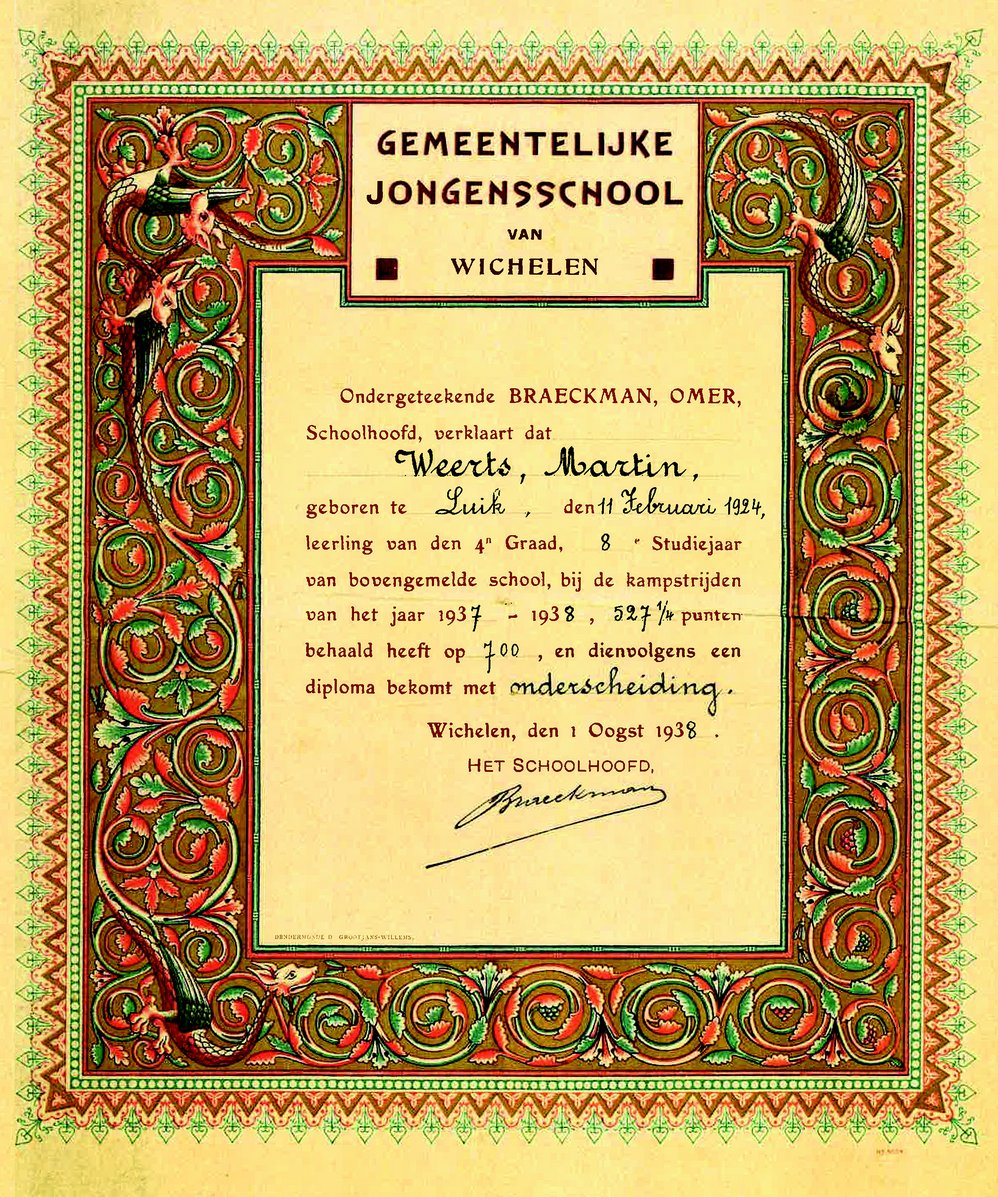 GEMEENTELIJKE
JONGENSSCHOOL
VAN
WICHELEN
Ondergeteekende BRAECKMAN, OMER,
Schoolhoofd, verklaart dat
Weerts, Martin,
geboren te Luik, den 11 Februari 1924,
leerling van den 4n Graad, 8 e Studiejaar
van bovengemelde school, bij de kampstrijden
van het jaar 1937 - 1938, 527 1/4 punten
behaald heeft op 700, en dienvolgens een
diploma bekomt met onderscheiding.
Wichelen, den 1 Oogst 1938.
HET SCHOOLHOOFD,
Braeckman
DENDERMONDE D. GROOTJANS-WILLEMS.